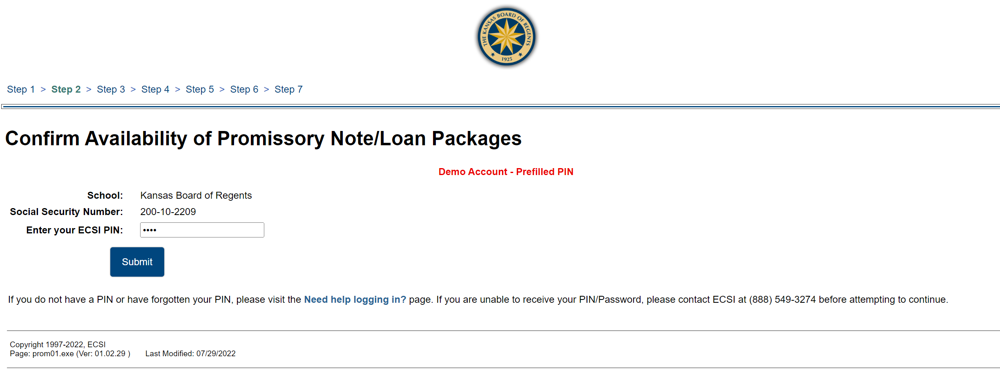 THE KANSAS BOARD OF REGENTS
1925
Step 1 > Step 2 > Step 3 > Step 4 > Step 5 > Step 6 > Step 7
Confirm Availability of Promissory Note/Loan Packages
Demo Account - Prefilled PIN
School: Kansas Board of Regents
Social Security Number: 200-10-2209
Enter your ECSI PIN: ••••
Submit
If you do not have a PIN or have forgotten your PIN, please visit the Need help logging in? page. If you are unable to receive your PIN/Password, please contact ECSI at (888) 549-3274 before attempting to continue.
Copyright 1997-2022, ECSI
Page: prom01.exe (Ver: 01.02.29 ) Last Modified: 07/29/2022